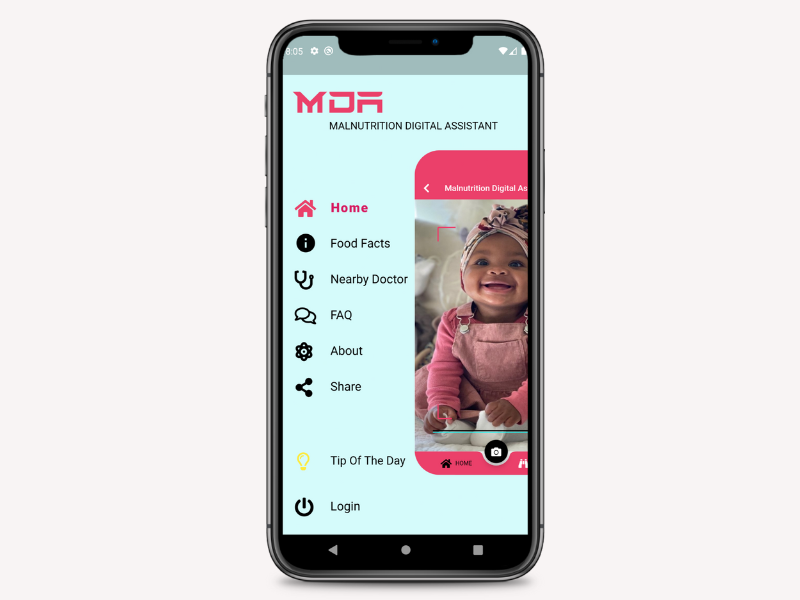 8:05
MDA
MALNUTRITION DIGITAL ASSISTANT
Malnutrition Digital As
Home
Food Facts
Nearby Doctor
FAQ
About
Share
HOME
Tip Of The Day
Login